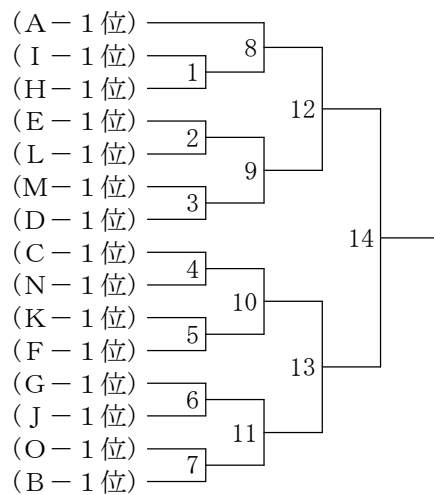 (A－1位)
(I－1位)
(H－1位)
(E－1位)
(L－1位)
(M－1位)
(D－1位)
(C－1位)
(N－1位)
(K－1位)
(F－1位)
(G－1位)
(J－1位)
(O－1位)
(B－1位)
1
2
3
4
5
6
7
8
9
10
11
12
13
14